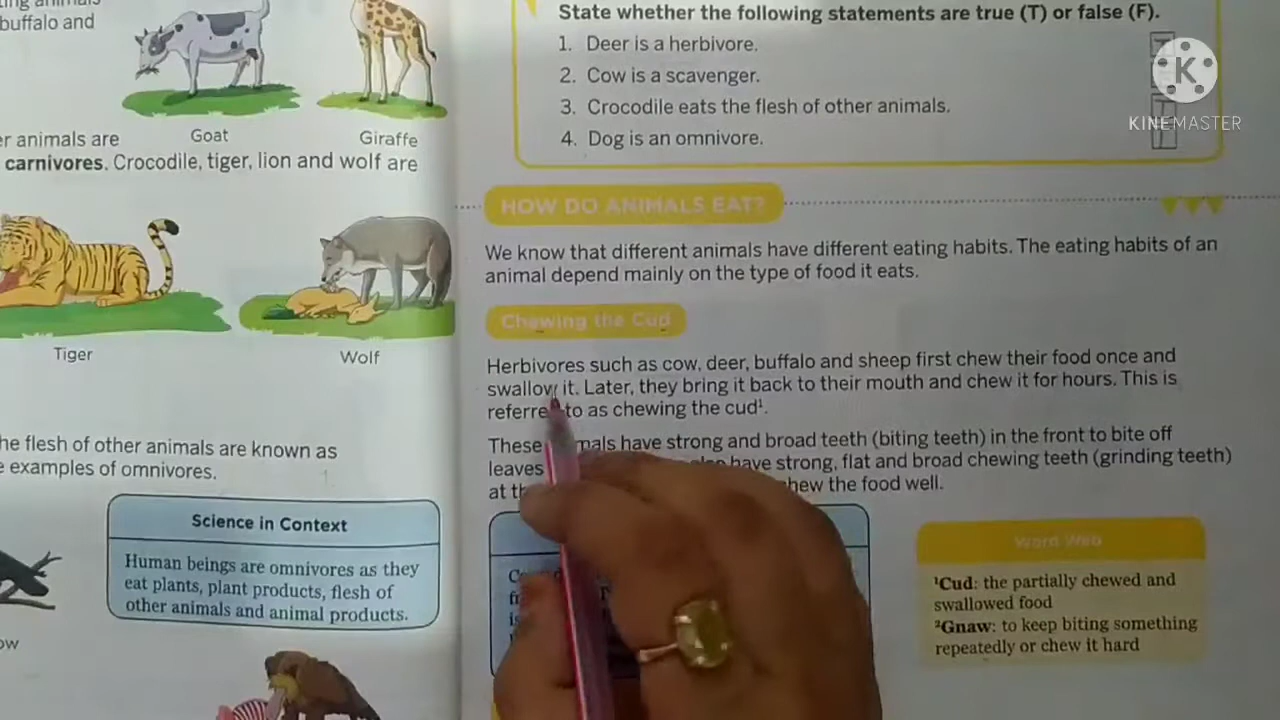 ing animals
buffalo and
Goat
Giraffe
er animals are
carnivores. Crocodile, tiger, lion and wolf are
Tiger
Wolf
he flesh of other animals are known as
e examples of omnivores.
Science in Context
Human beings are omnivores as they
eat plants, plant products, flesh of
other animals and animal products.
ow
State whether the following statements are true (T) or false (F).
1. Deer is a herbivore.
2. Cow is a scavenger.
3. Crocodile eats the flesh of other animals.
4. Dog is an omnivore.
K
KINEMASTER
HOW DO ANIMALS EAT?
We know that different animals have different eating habits. The eating habits of an
animal depend mainly on the type of food it eats.
Chewing the Cud
Herbivores such as cow, deer, buffalo and sheep first chew their food once and
swallow it. Later, they bring it back to their mouth and chew it for hours. This is
referred to as chewing the cud¹.
These have strong and broad teeth (biting teeth) in the front to bite off
leaves have strong, flat and broad chewing teeth (grinding teeth)
at chew the food well.
Word Web
¹Cud: the partially chewed and
swallowed food
²Gnaw: to keep biting something
repeatedly or chew it hard